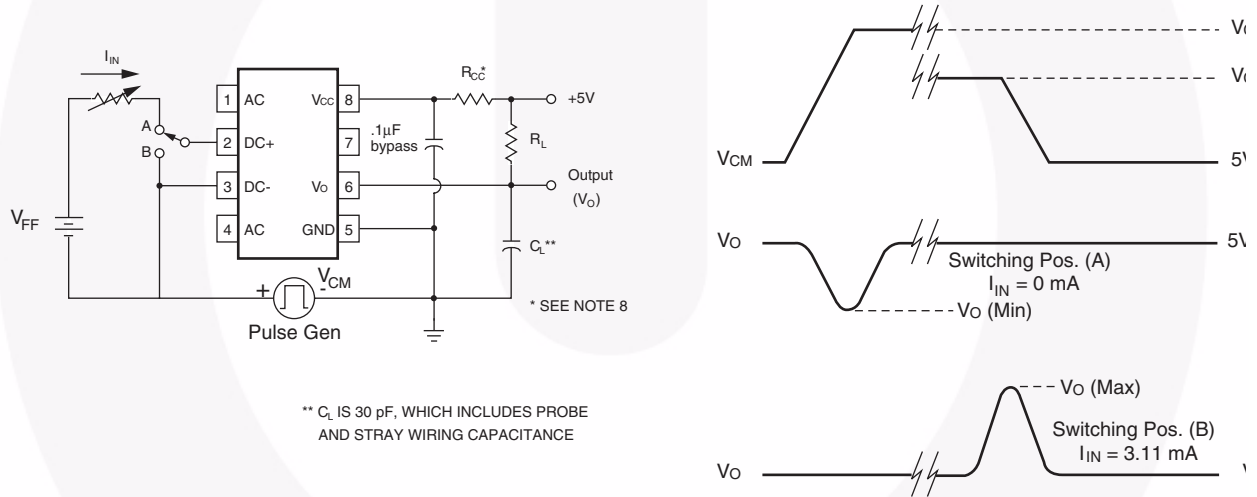 I_IN
V_FF
A
B
1 AC
2 DC+
3 DC-
4 AC
V_CC 8
7
V_O 6
GND 5
.1µF
bypass
R_CC*
+5V
R_L
Output
(V_O)
C_L**
+
V_CM
-
Pulse Gen
* SEE NOTE 8
** C_L IS 30 pF, WHICH INCLUDES PROBE
AND STRAY WIRING CAPACITANCE
V_CM
5V
V_O
5V
Switching Pos. (A)
I_IN = 0 mA
V_O (Min)
V_O (Max)
Switching Pos. (B)
I_IN = 3.11 mA
V_O